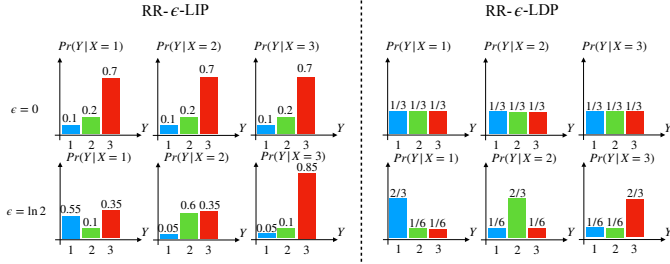 RR-ϵ-LIP
RR-ϵ-LDP
Pr(Y|X = 1) Pr(Y|X = 2) Pr(Y|X = 3) Pr(Y|X = 1) Pr(Y|X = 2) Pr(Y|X = 3)
0.7 0.7 0.7
ϵ = 0 0.1 0.2 0.1 0.2 0.1 0.2 1/3 1/3 1/3 1/3 1/3 1/3 1/3 1/3 1/3
Y Y Y Y Y Y
1 2 3 1 2 3 1 2 3 1 2 3 1 2 3 1 2 3
Pr(Y|X = 1) Pr(Y|X = 2) Pr(Y|X = 3) Pr(Y|X = 1) Pr(Y|X = 2) Pr(Y|X = 3)
ϵ = ln 2 0.55 0.1 0.35 0.05 0.6 0.35 0.05 0.1 0.85 2/3 1/6 1/6 1/6 2/3 1/6 1/6 1/6 2/3
Y Y Y Y Y Y
1 2 3 1 2 3 1 2 3 1 2 3 1 2 3 1 2 3